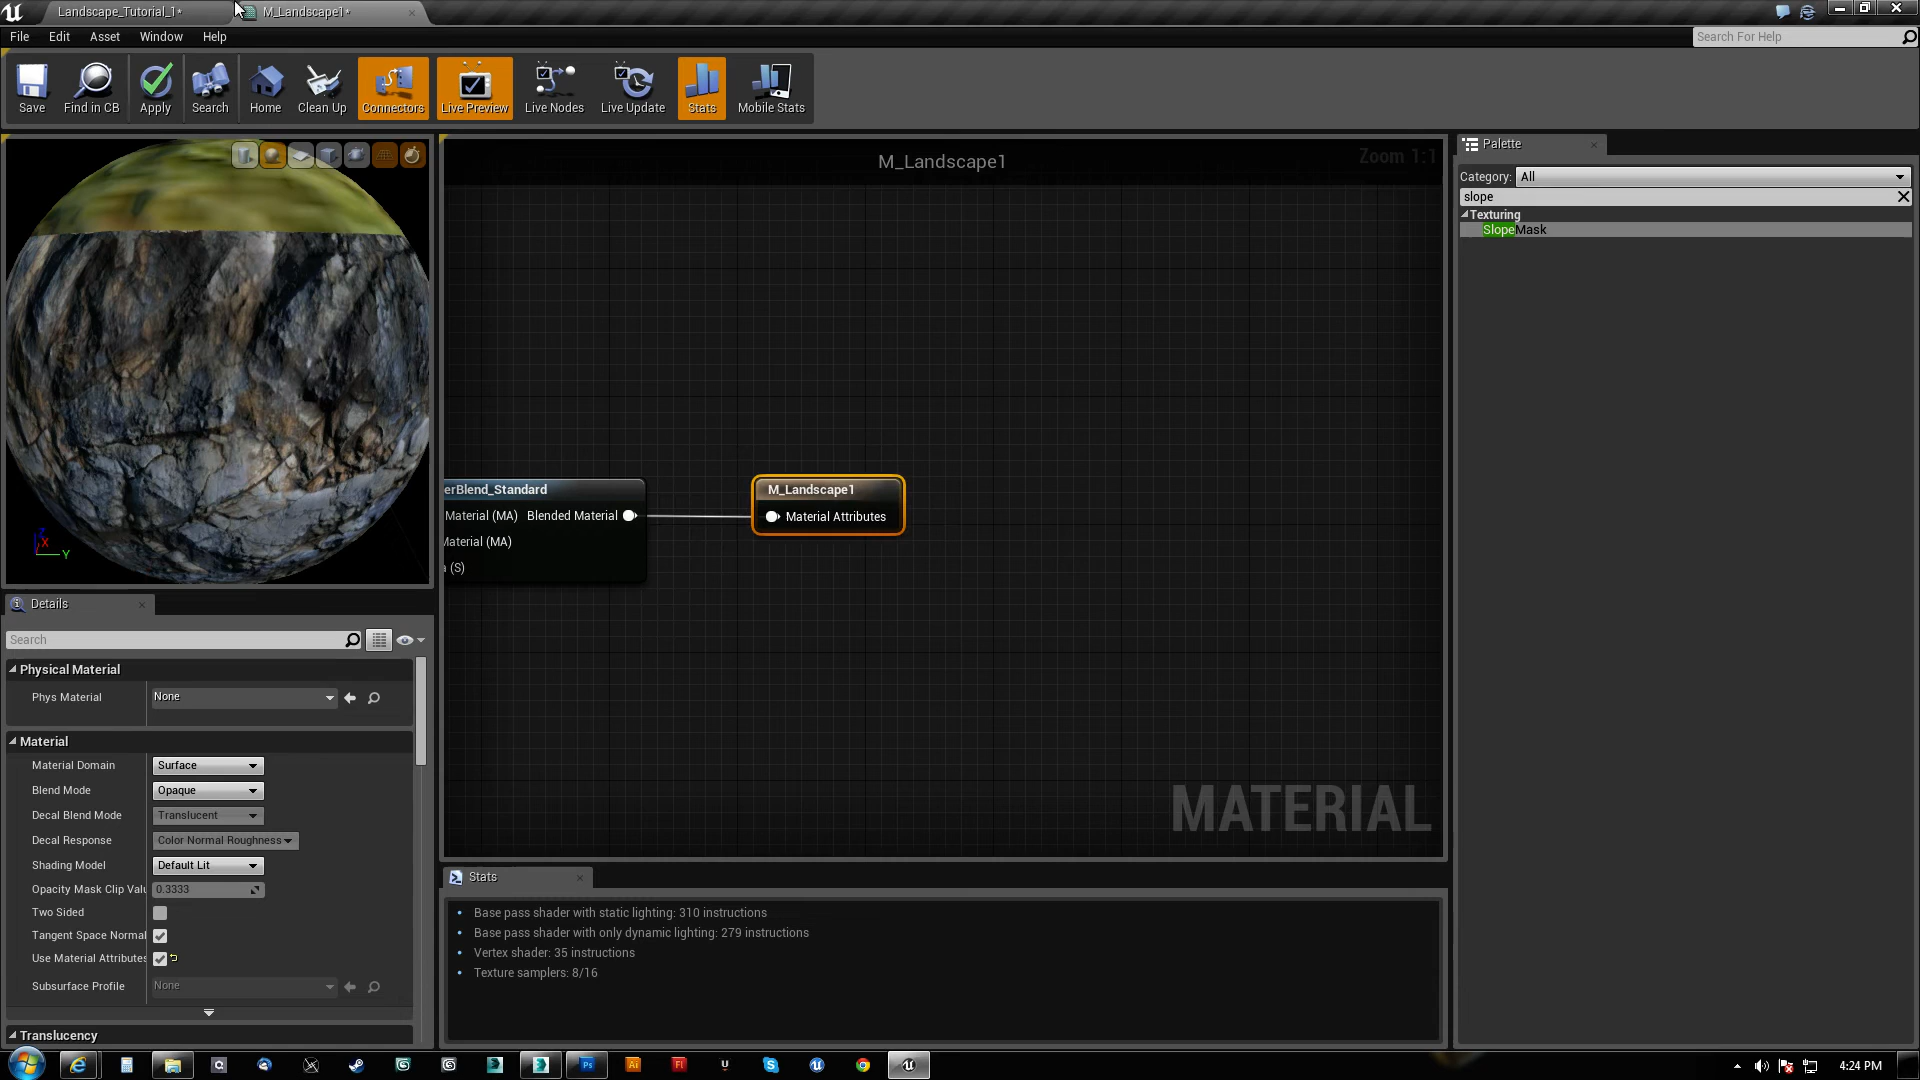 Landscape_Tutorial_1*
M_Landscape1*
File Edit Asset Window Help
Search For Help
Save Find in CB Apply Search Home Clean Up Connectors Live Preview Live Nodes Live Update Stats Mobile Stats
M_Landscape1
Zoom 1:1
Palette
Category: All
slope
Texturing
SlopeMask
Z
X
Y
erBlend_Standard
Material (MA) Blended Material
Material (MA)
(S)
M_Landscape1
Material Attributes
MATERIAL
Details
Search
Physical Material
Phys Material None
Material
Material Domain Surface
Blend Mode Opaque
Decal Blend Mode Translucent
Decal Response Color Normal Roughness
Shading Model Default Lit
Opacity Mask Clip Valu 0.3333
Two Sided
Tangent Space Normal
Use Material Attributes
Subsurface Profile None
Translucency
Stats
Base pass shader with static lighting: 310 instructions
Base pass shader with only dynamic lighting: 279 instructions
Vertex shader: 35 instructions
Texture samplers: 8/16
Ps
Ai
Fl
4:24 PM